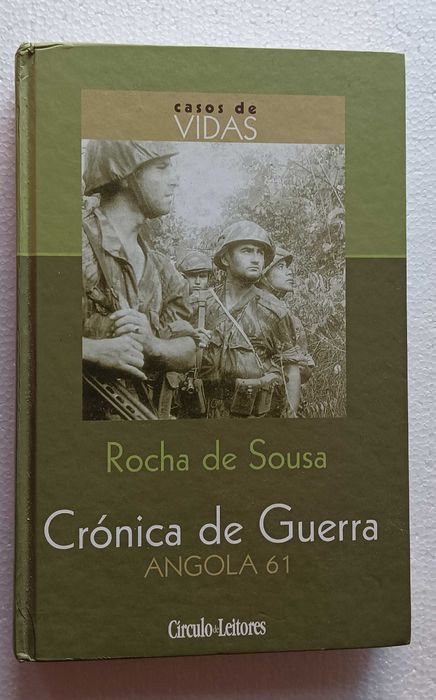 casos de
VIDAS
Rocha de Sousa
Crónica de Guerra
ANGOLA 61
Círculo de Leitores